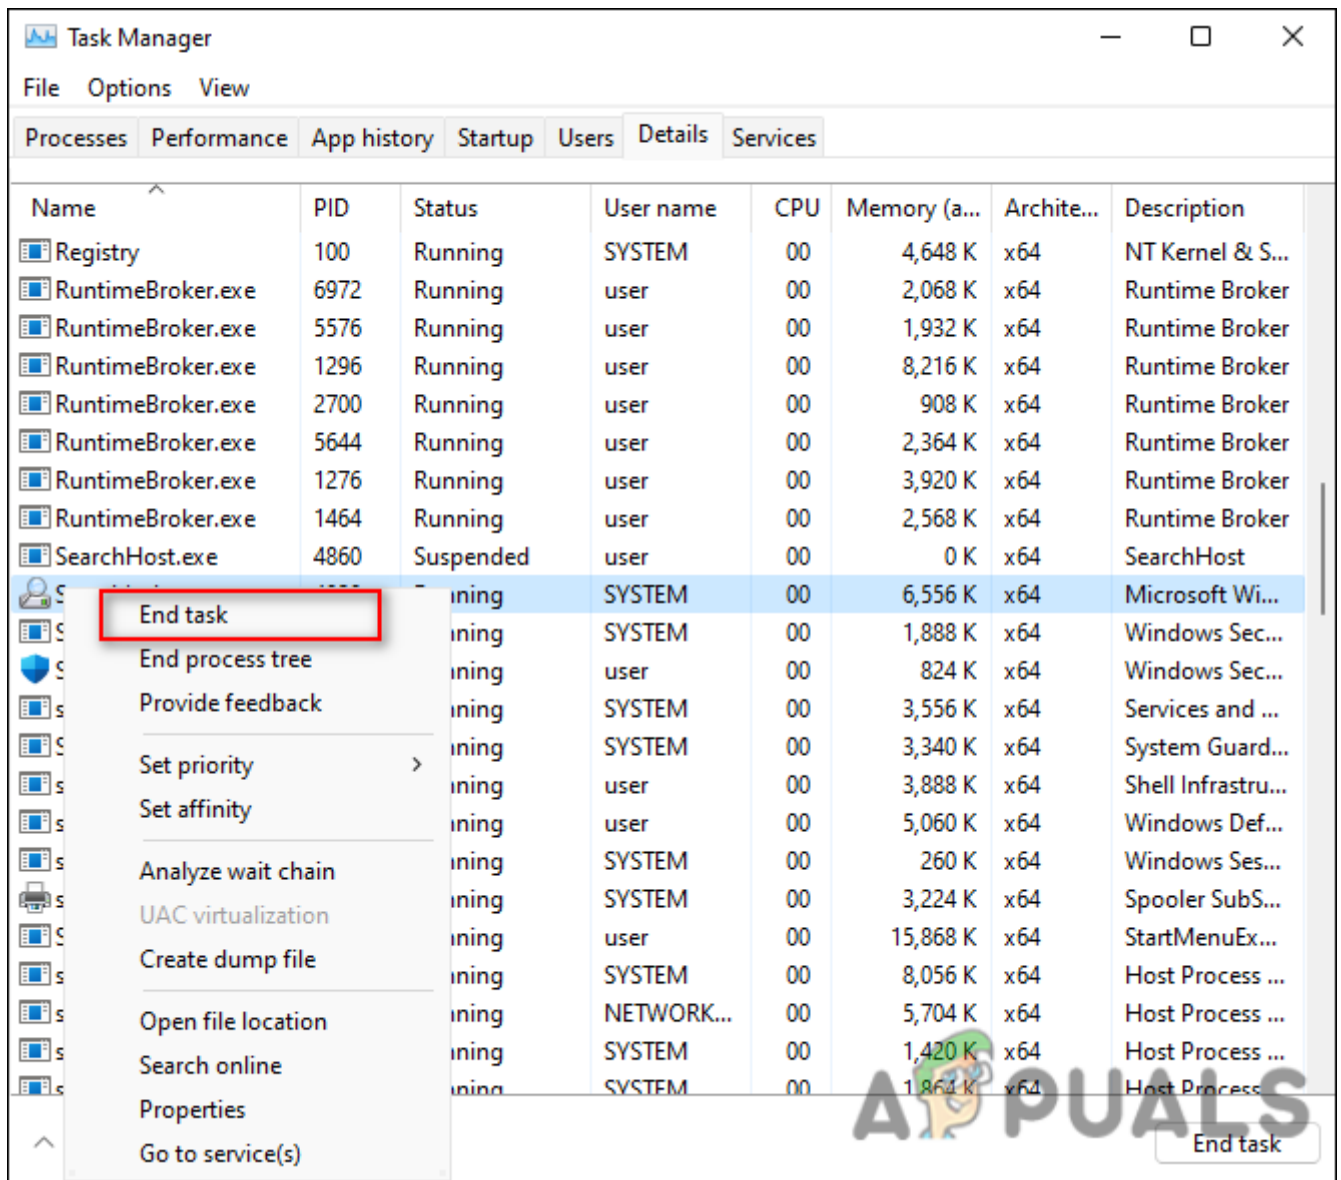 Task Manager
File Options View
Processes Performance App history Startup Users Details Services
Name PID Status User name CPU Memory (a... Archite... Description
Registry 100 Running SYSTEM 00 4,648 K x64 NT Kernel & S...
RuntimeBroker.exe 6972 Running user 00 2,068 K x64 Runtime Broker
RuntimeBroker.exe 5576 Running user 00 1,932 K x64 Runtime Broker
RuntimeBroker.exe 1296 Running user 00 8,216 K x64 Runtime Broker
RuntimeBroker.exe 2700 Running user 00 908 K x64 Runtime Broker
RuntimeBroker.exe 5644 Running user 00 2,364 K x64 Runtime Broker
RuntimeBroker.exe 1276 Running user 00 3,920 K x64 Runtime Broker
RuntimeBroker.exe 1464 Running user 00 2,568 K x64 Runtime Broker
SearchHost.exe 4860 Suspended user 00 0 K x64 SearchHost
SYSTEM 00 6,556 K x64 Microsoft Wi...
SYSTEM 00 1,888 K x64 Windows Sec...
user 00 824 K x64 Windows Sec...
SYSTEM 00 3,556 K x64 Services and ...
SYSTEM 00 3,340 K x64 System Guard...
user 00 3,888 K x64 Shell Infrastru...
user 00 5,060 K x64 Windows Def...
SYSTEM 00 260 K x64 Windows Ses...
SYSTEM 00 3,224 K x64 Spooler SubS...
user 00 15,868 K x64 StartMenuEx...
SYSTEM 00 8,056 K x64 Host Process ...
NETWORK... 00 5,704 K x64 Host Process ...
SYSTEM 00 1,420 K x64 Host Process ...
SYSTEM 00 1,864 K x64 Host Process
End task
End process tree
Provide feedback
Set priority
Set affinity
Analyze wait chain
UAC virtualization
Create dump file
Open file location
Search online
Properties
Go to service(s)
APPUALS
End task